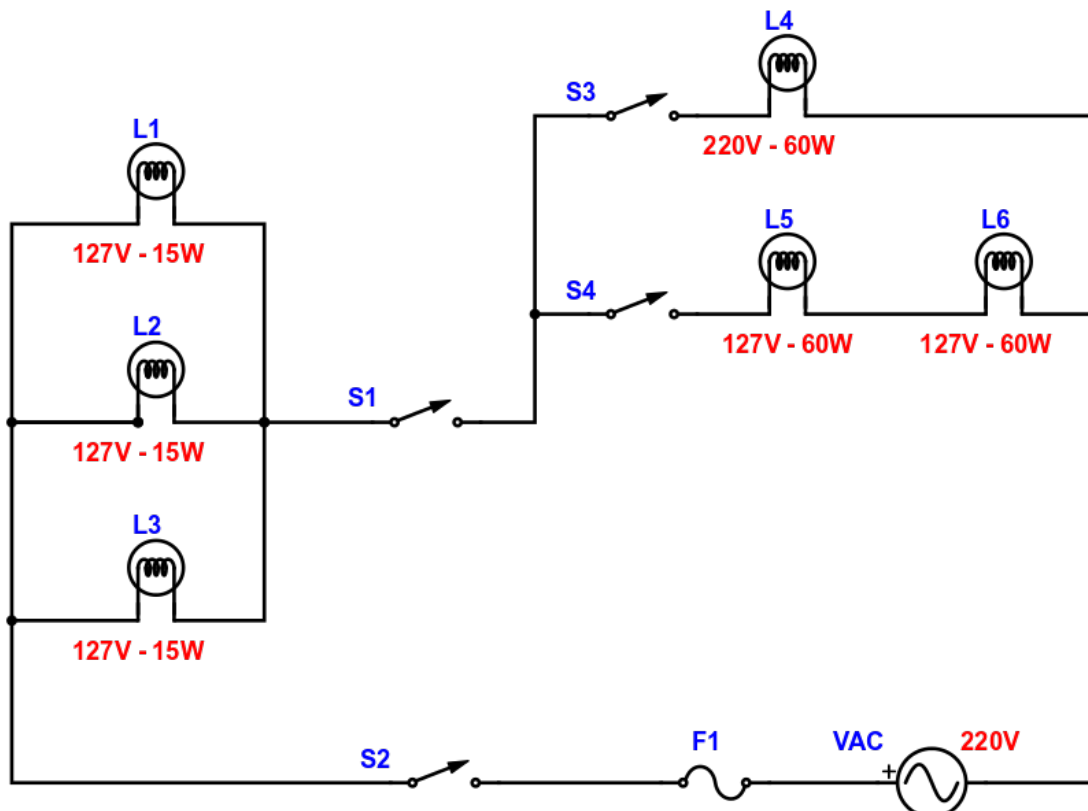 L4
S3
220V - 60W
L1
127V - 15W
L5
L6
S4
127V - 60W
127V - 60W
L2
S1
127V - 15W
L3
127V - 15W
S2
F1
VAC
220V
+